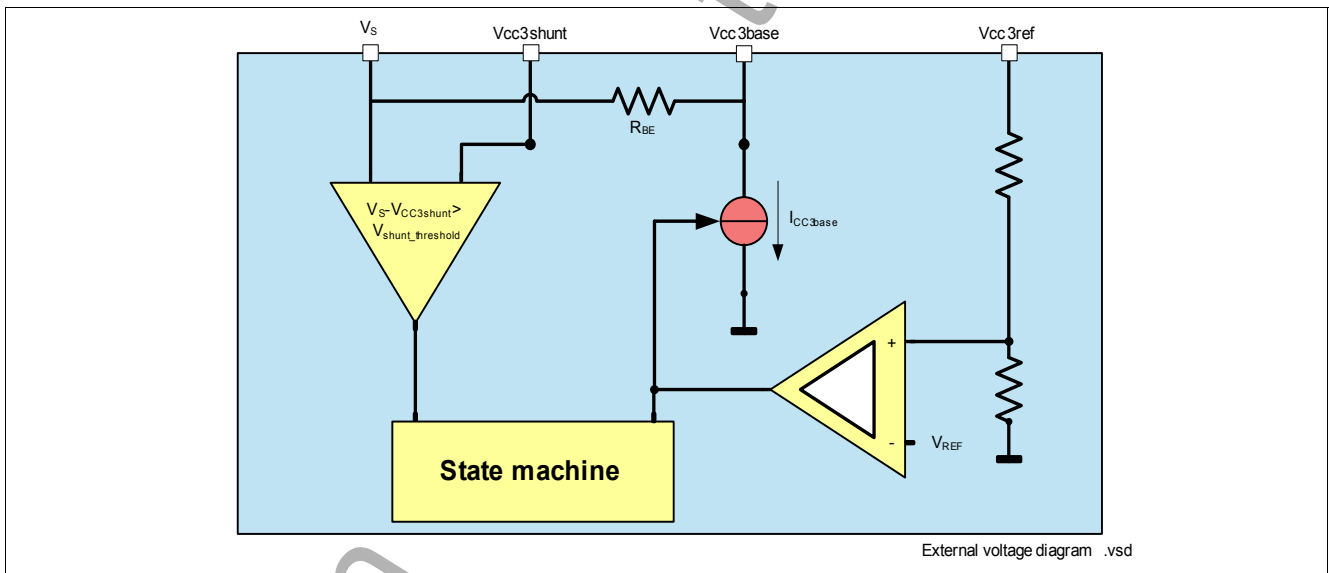 VS
Vcc3shunt
Vcc3base
Vcc3ref
RBE
VS-VCC3shunt>
Vshunt_threshold
ICC3base
+
-
VREF
State machine
External voltage diagram .vsd